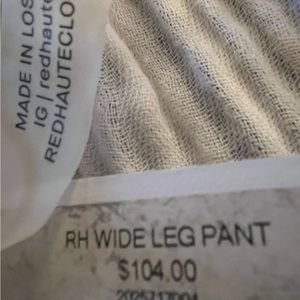 MADE IN LOS
IG | redhaute
REDHAUTECLO
RH WIDE LEG PANT
$104.00